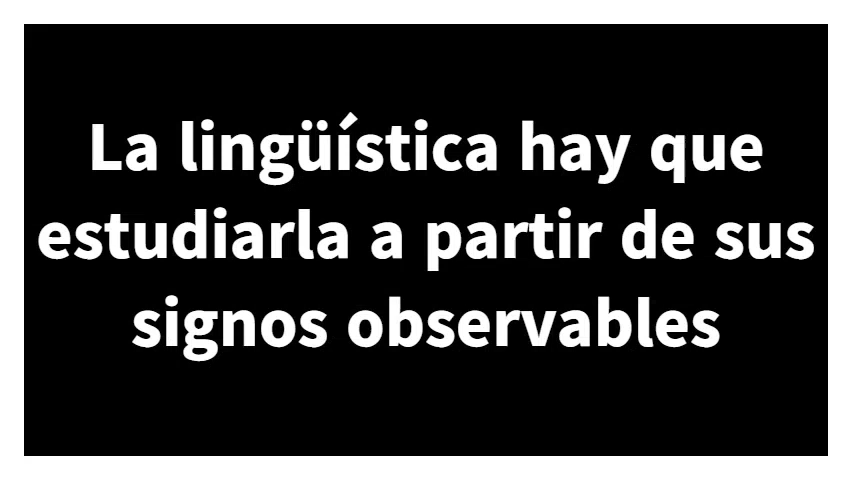 La lingüística hay que
estudiarla a partir de sus
signos observables